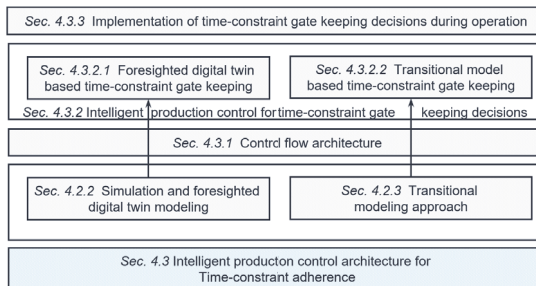 Sec. 4.3.3 Implementation of time-constraint gate keeping decisions during operation
Sec. 4.3.2.1 Foresighted digital twin
based time-constraint gate keeping
Sec. 4.3.2.2 Transitional model
based time-constraint gate keeping
Sec. 4.3.2 Intelligent production control for time-constraint gate keeping decisions
Sec. 4.3.1 Control flow architecture
Sec. 4.2.2 Simulation and foresighted
digital twin modeling
Sec. 4.2.3 Transitional
modeling approach
Sec. 4.3 Intelligent producton control architecture for
Time-constrant adherence